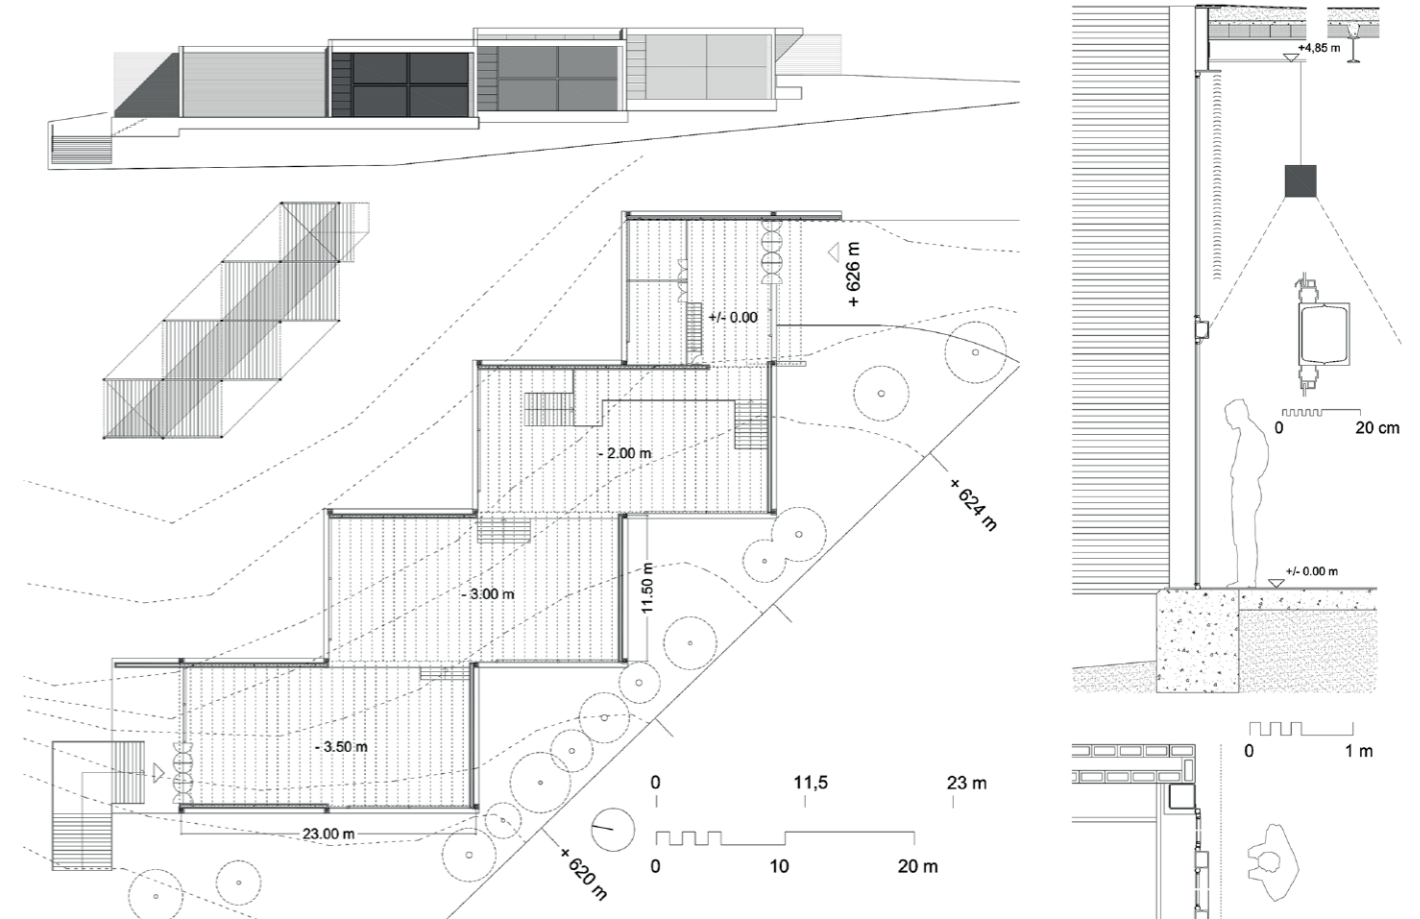 +4,85 m
+ 626 m
+/- 0.00
0 20 cm
- 2.00 m
+ 624 m
- 3.00 m
11.50 m
+/- 0.00 m
- 3.50 m
0 1 m
0 11,5 23 m
23.00 m
0 10 20 m
+ 620 m